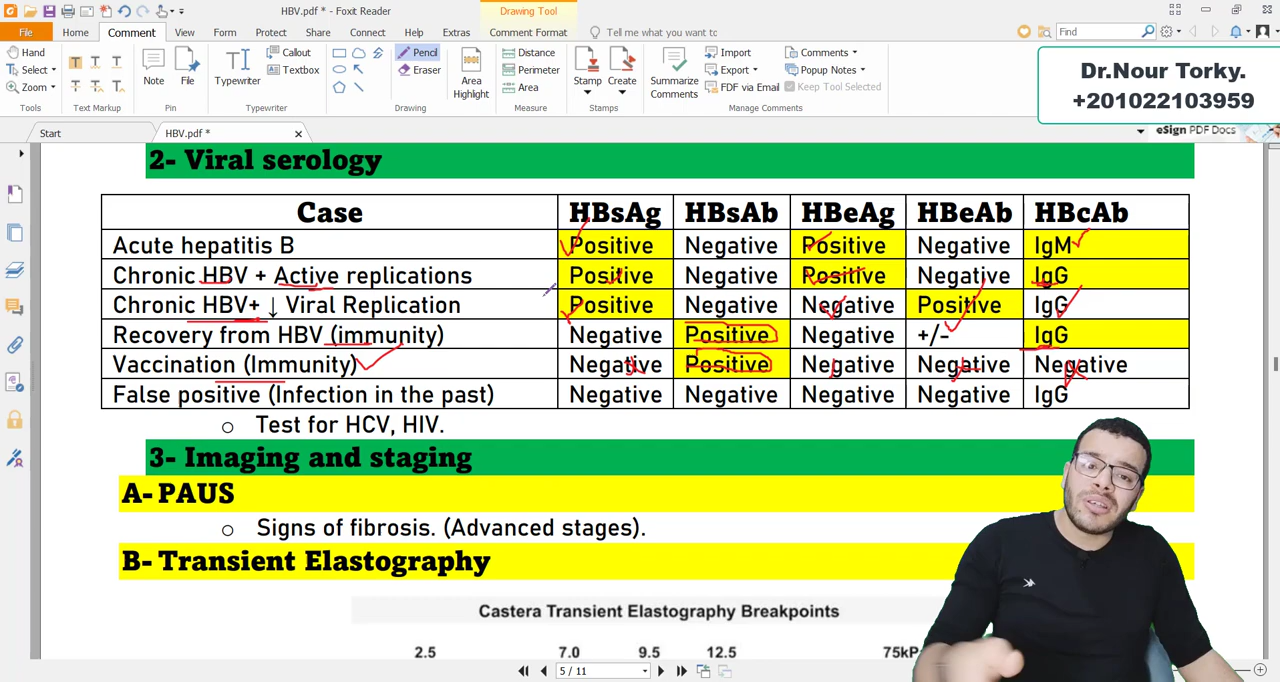 HBV.pdf * - Foxit Reader
Drawing Tool
File Home Comment View Form Protect Share Connect Help Extras Comment Format Tell me what you want to Find
Hand
Select
Zoom
Tools
Text Markup
Note
File
Pin
Typewriter
Callout
Textbox
Typewriter
Pencil
Eraser
Drawing
Area Highlight
Distance
Perimeter
Area
Measure
Stamp
Create
Stamps
Summarize Comments
Import
Export
FDF via Email
Comments
Popup Notes
Keep Tool Selected
Manage Comments
Dr.Nour Torky.
+201022103959
Start
HBV.pdf *
eSign PDF Docs
2- Viral serology
Case HBsAg HBsAb HBeAg HBeAb HBcAb
Acute hepatitis B Positive Negative Positive Negative IgM
Chronic HBV + Active replications Positive Negative Positive Negative IgG
Chronic HBV+ ↓ Viral Replication Positive Negative Negative Positive IgG
Recovery from HBV (immunity) Negative Positive Negative +/- IgG
Vaccination (Immunity) Negative Positive Negative Negative Negative
False positive (Infection in the past) Negative Negative Negative Negative IgG
○ Test for HCV, HIV.
3- Imaging and staging
A- PAUS
○ Signs of fibrosis. (Advanced stages).
B- Transient Elastography
Castera Transient Elastography Breakpoints
2.5 7.0 9.5 12.5 75kP
5 / 11